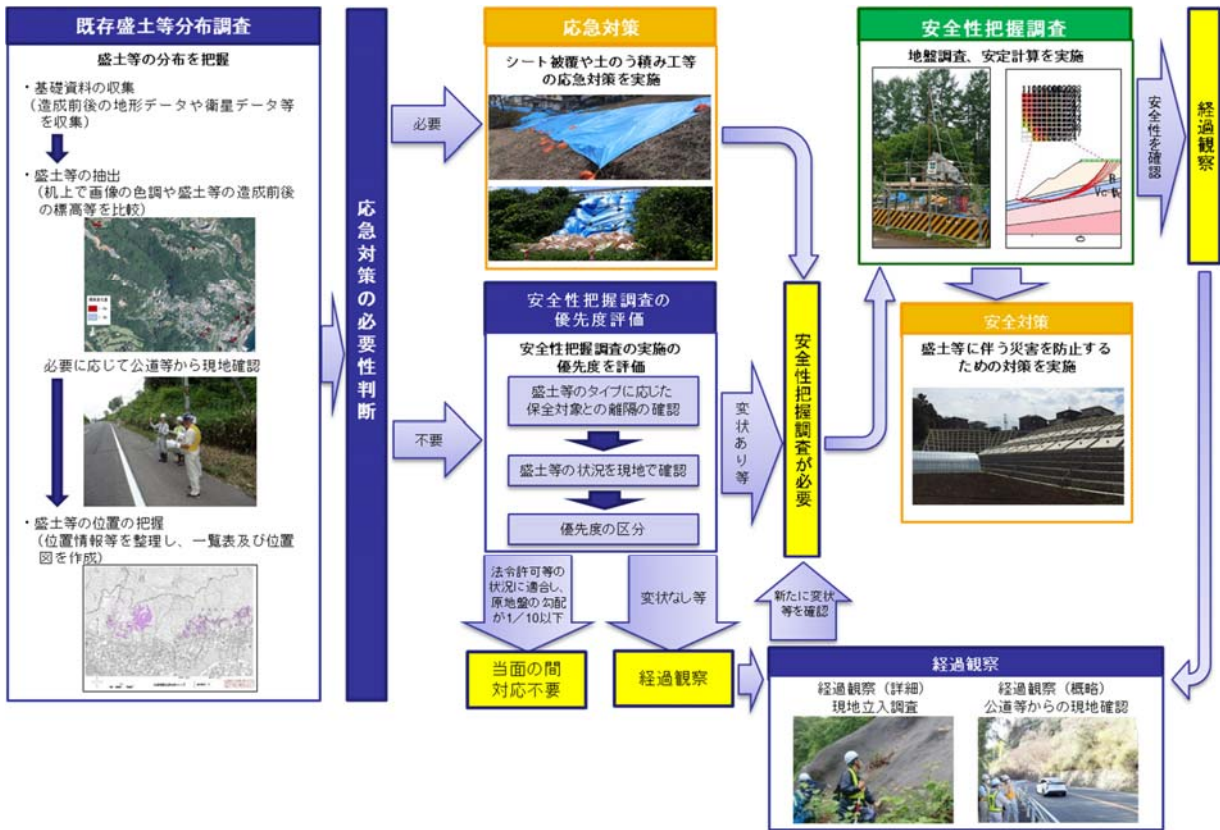 既存盛土等分布調査
盛土等の分布を把握
・基礎資料の収集
（造成前後の地形データや衛星データ等
を収集）
・盛土等の抽出
（机上で画像の色調や盛土等の造成前後
の標高等を比較）
必要に応じて公道等から現地確認
・盛土等の位置の把握
（位置情報等を整理し、一覧表及び位置
図を作成）
応急対策の必要性判断
必要
不要
応急対策
シート被覆や土のう積み工等
の応急対策を実施
安全性把握調査の
優先度評価
安全性把握調査の実施の
優先度を評価
盛土等のタイプに応じた
保全対象との離隔の確認
盛土等の状況を現地で確認
優先度の区分
法令許可等の
状況に適合し、
原地盤の勾配
が1／10以下
変状なし等
当面の間
対応不要
経過観察
変状あり等
安全性把握調査が必要
新たに変状
等を確認
安全性把握調査
地盤調査、安定計算を実施
安全性を確認
経過観察
安全対策
盛土等に伴う災害を防止する
ための対策を実施
経過観察
経過観察（詳細）
現地立入調査
経過観察（概略）
公道等からの現地確認